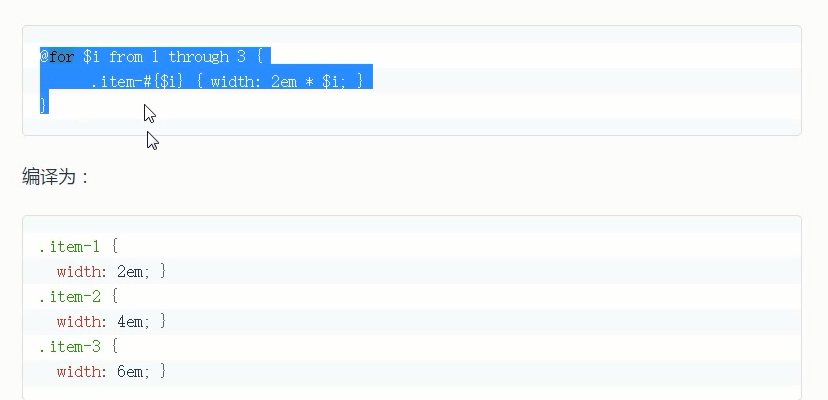 @for $i from 1 through 3 {
.item-#{$i} { width: 2em * $i; }
}
编译为：
.item-1 {
width: 2em; }
.item-2 {
width: 4em; }
.item-3 {
width: 6em; }